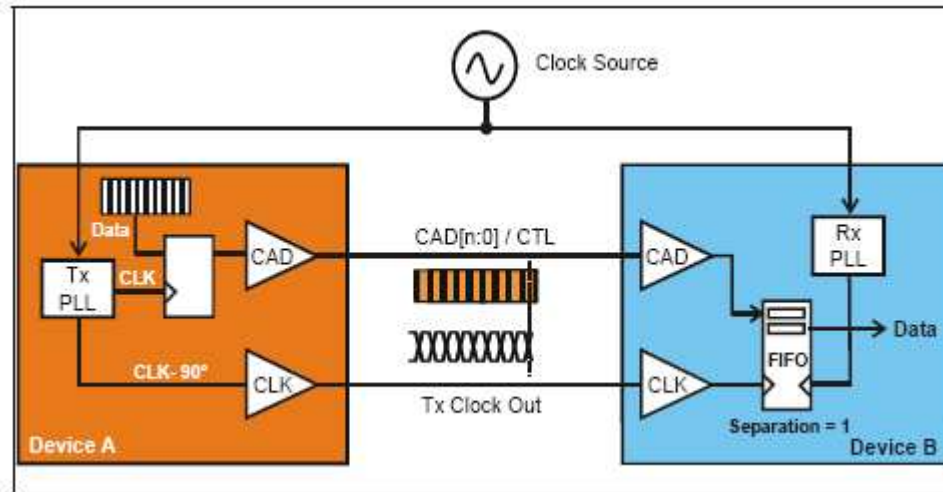 Clock Source
Data
CAD
CLK
Tx
PLL
CLK- 90°
CLK
Device A
CAD[n:0] / CTL
Tx Clock Out
CAD
Rx
PLL
Data
FIFO
CLK
Separation = 1
Device B